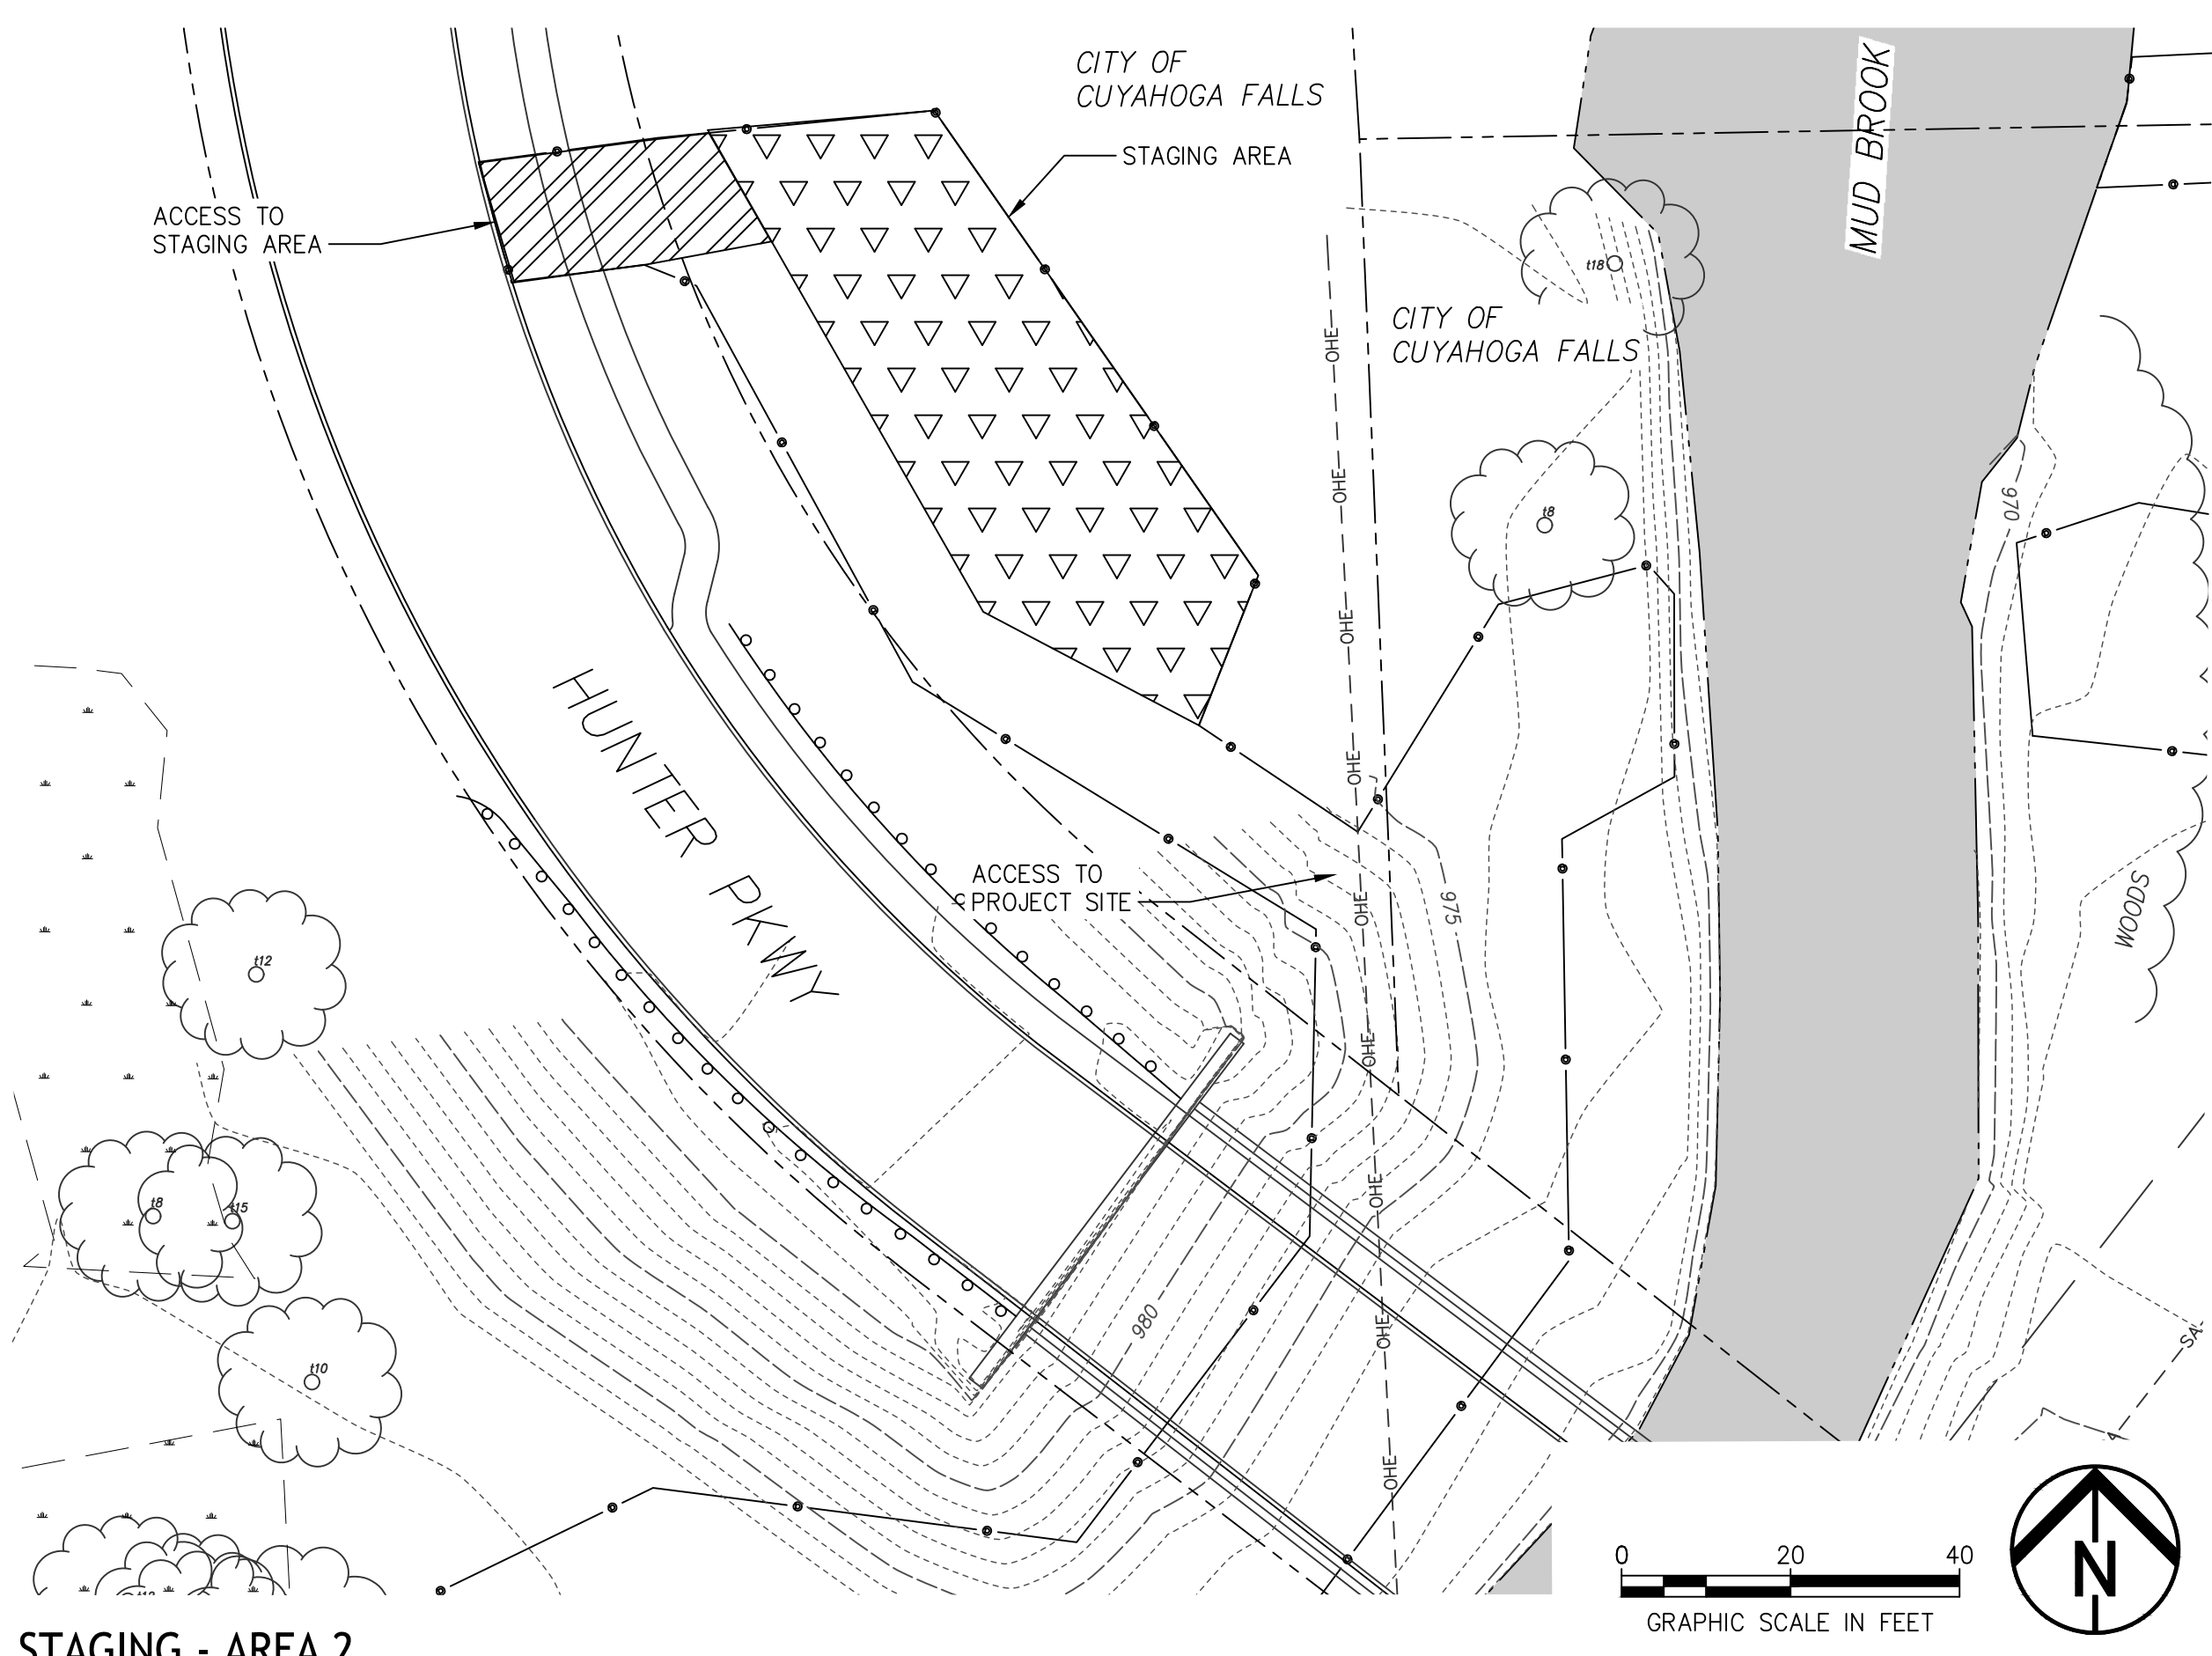 CITY OF
CUYAHOGA FALLS
STAGING AREA
MUD BROOK
ACCESS TO
STAGING AREA
t18
CITY OF
CUYAHOGA FALLS
OHE
OHE
970
t8
OHE
HUNTER PKWY
OHE
ACCESS TO
PROJECT SITE
OHE
975
WOODS
t12
OHE
t8
t15
OHE
980
OHE
SA
t10
OHE
0 20 40
GRAPHIC SCALE IN FEET
N
STAGING - AREA 2